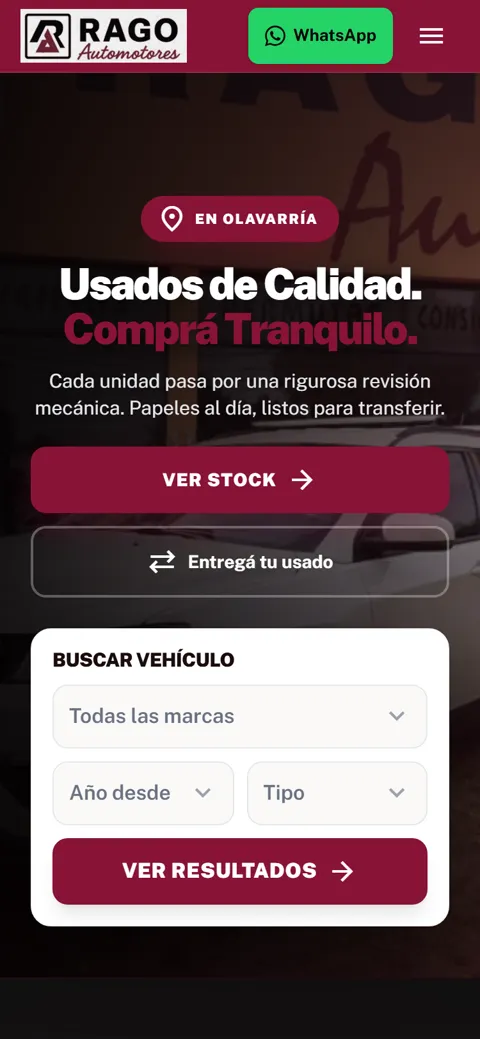 RAGO
Automotores
WhatsApp
EN OLAVARRÍA
Usados de Calidad.
Comprá Tranquilo.
Cada unidad pasa por una rigurosa revisión
mecánica. Papeles al día, listos para transferir.
VER STOCK
Entregá tu usado
BUSCAR VEHÍCULO
Todas las marcas
Año desde
Tipo
VER RESULTADOS